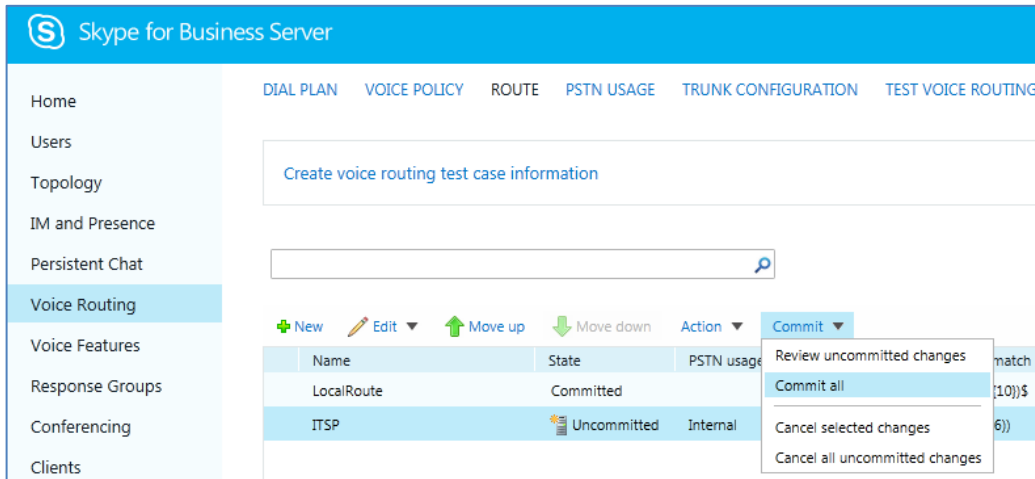 Skype for Business Server
Home
Users
Topology
IM and Presence
Persistent Chat
Voice Routing
Voice Features
Response Groups
Conferencing
Clients
DIAL PLAN VOICE POLICY ROUTE PSTN USAGE TRUNK CONFIGURATION TEST VOICE ROUTING
Create voice routing test case information
New Edit Move up Move down Action Commit
Name State PSTN usage match
LocalRoute Committed {10})$
ITSP Uncommitted Internal 6))
Review uncommitted changes
Commit all
Cancel selected changes
Cancel all uncommitted changes